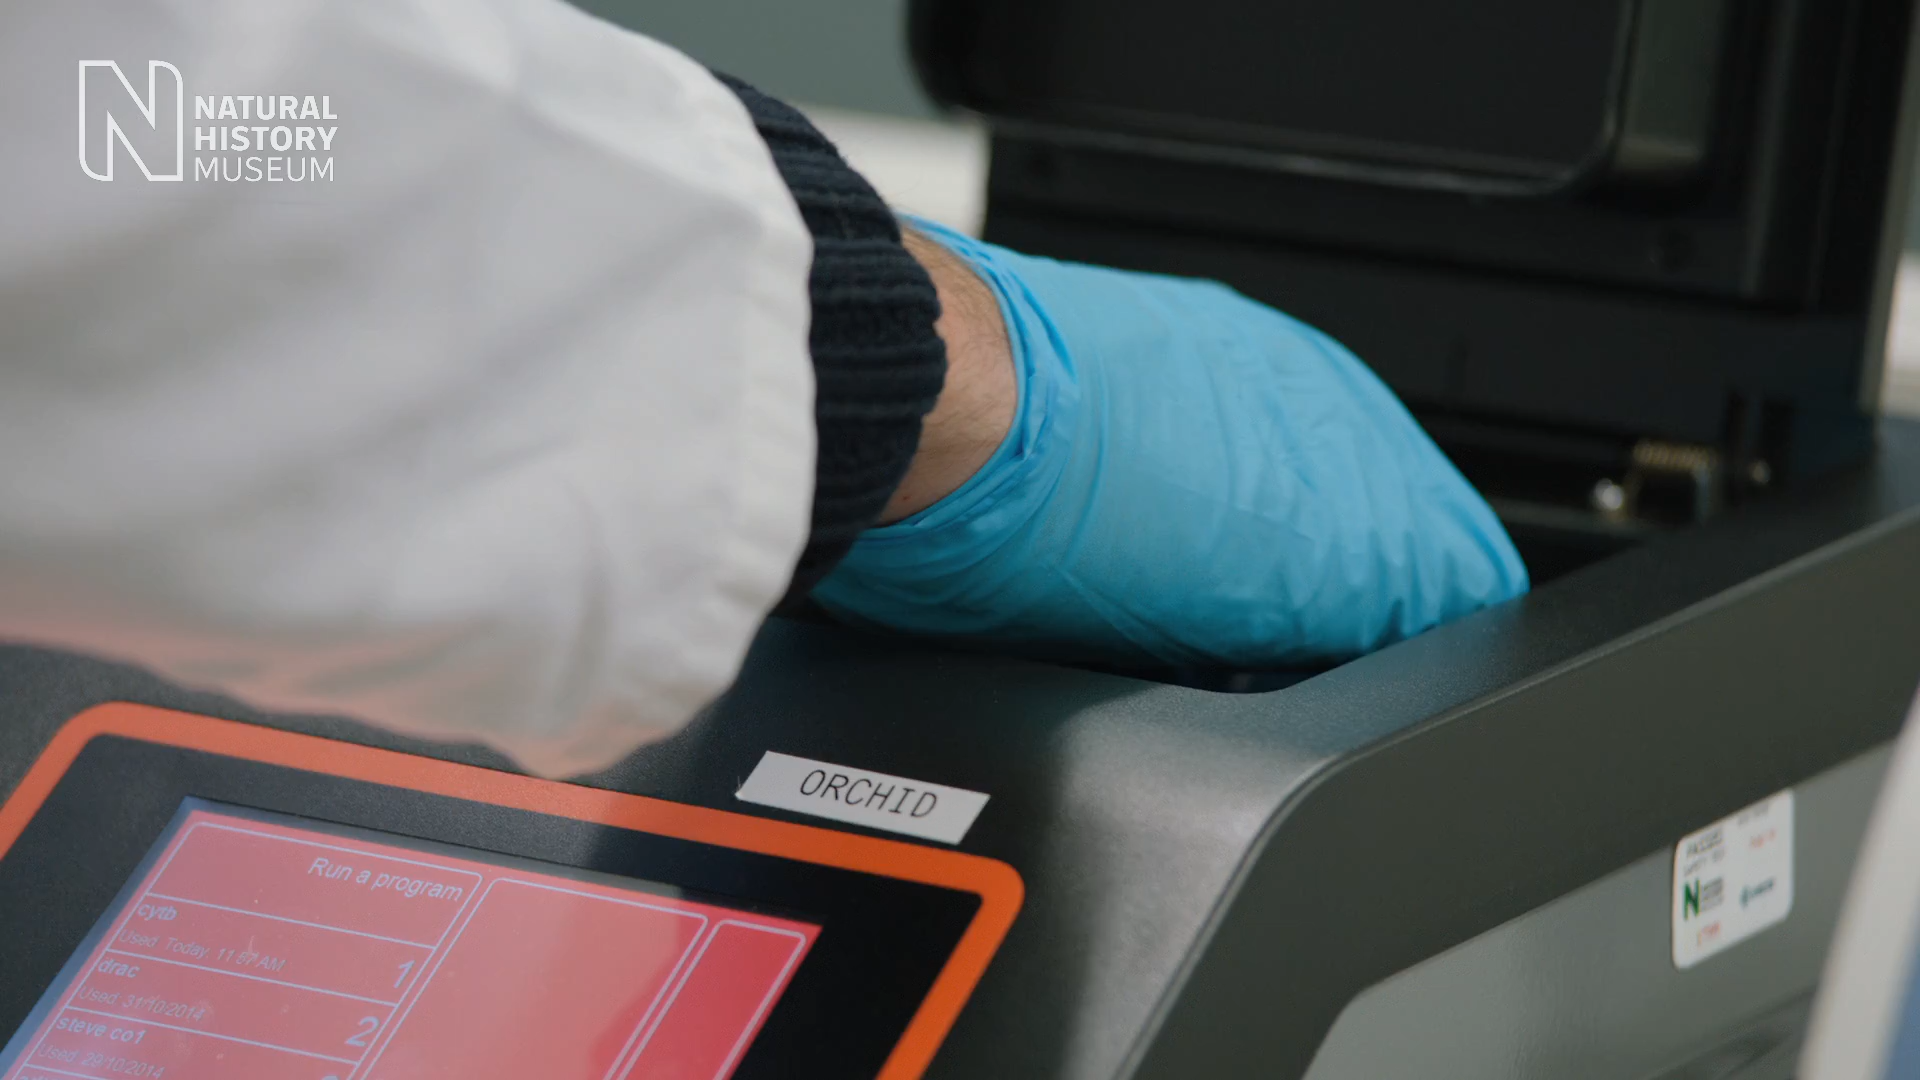 NATURAL
HISTORY
MUSEUM
ORCHID
Run a program
cytb
Used: Today, 11:57 AM
1
drac
Used: 31/10/2014
2
steve co1
Used: 29/10/2014
PASSED
N